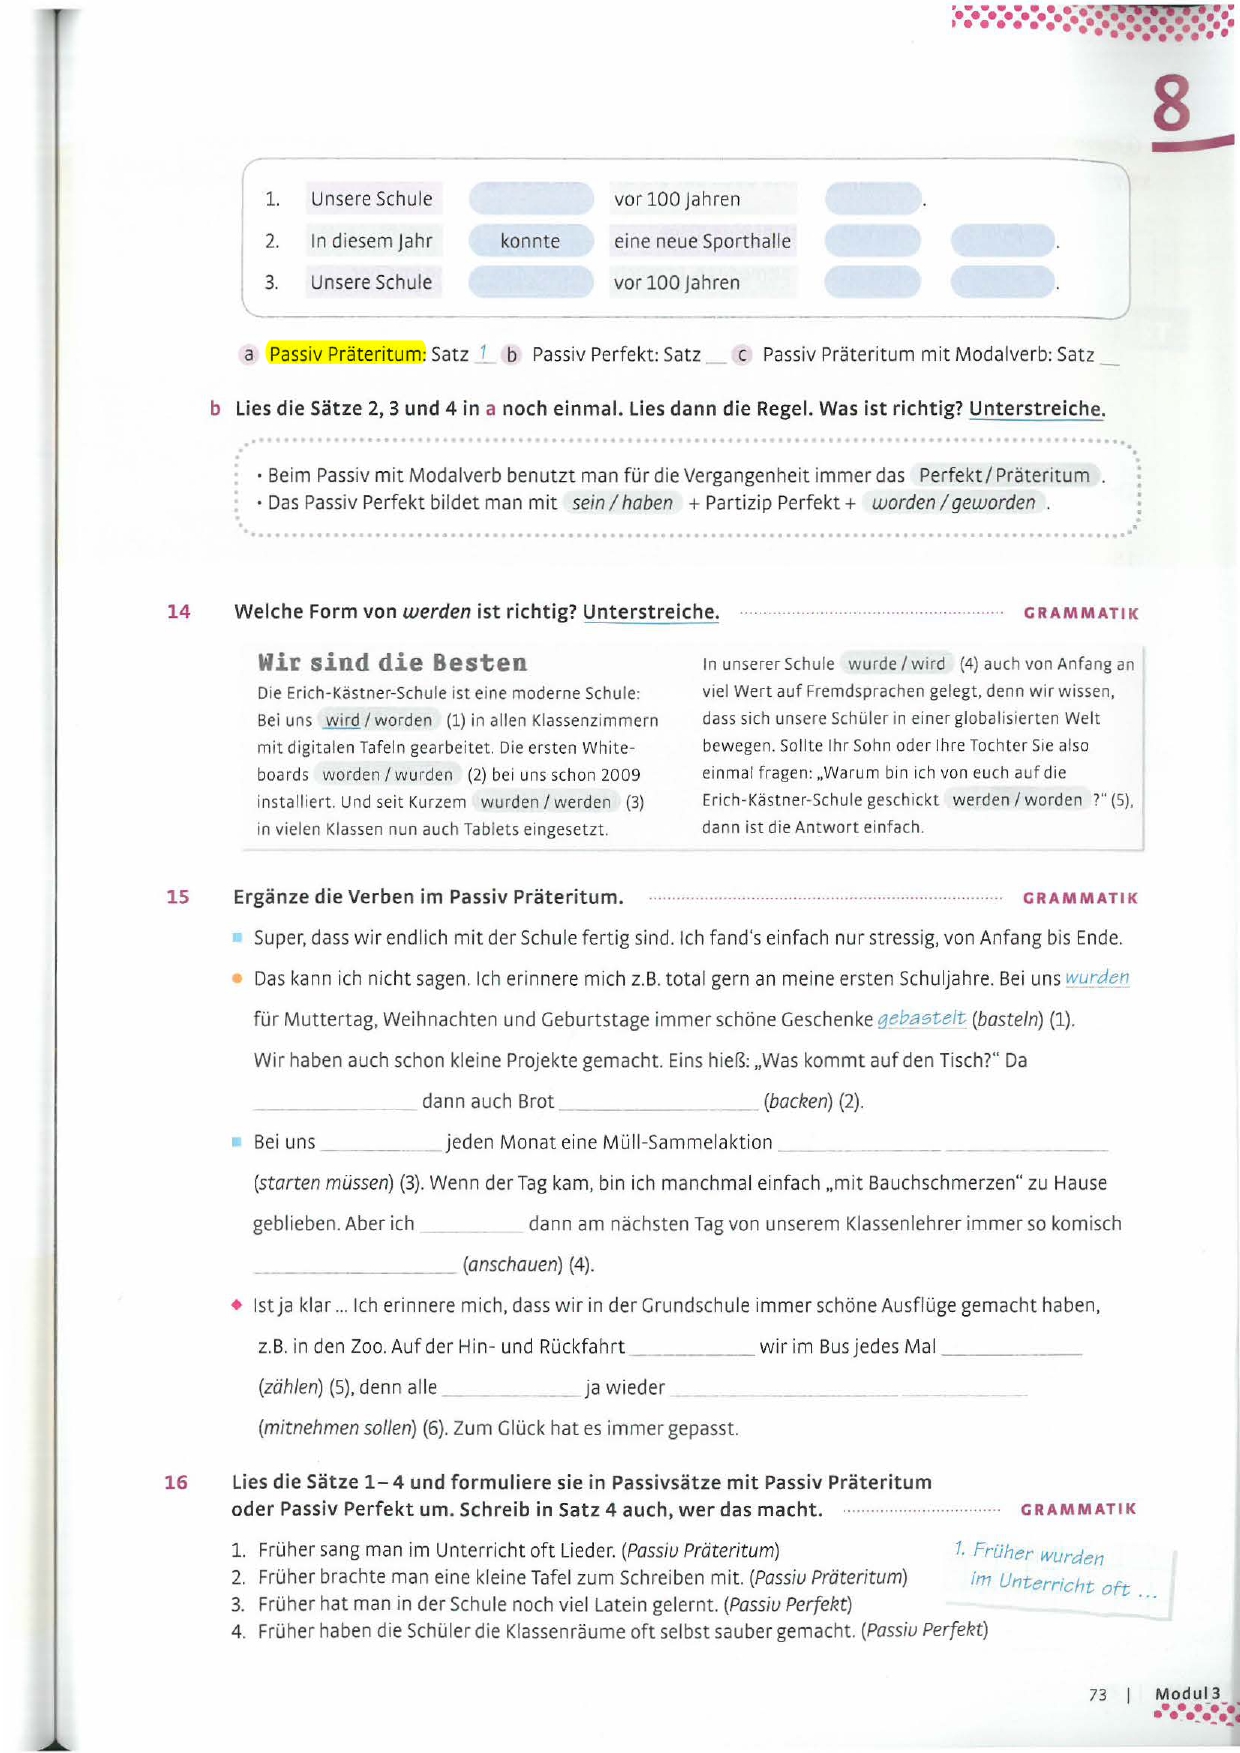 8
1. Unsere Schule vor 100 Jahren .
2. In diesem Jahr konnte eine neue Sporthalle .
3. Unsere Schule vor 100 Jahren .
a Passiv Präteritum: Satz 1 b Passiv Perfekt: Satz __ c Passiv Präteritum mit Modalverb: Satz __
b Lies die Sätze 2, 3 und 4 in a noch einmal. Lies dann die Regel. Was ist richtig? Unterstreiche.
• Beim Passiv mit Modalverb benutzt man für die Vergangenheit immer das Perfekt / Präteritum .
• Das Passiv Perfekt bildet man mit sein / haben + Partizip Perfekt + worden / geworden .
14 Welche Form von werden ist richtig? Unterstreiche. GRAMMATIK
Wir sind die Besten
Die Erich-Kästner-Schule ist eine moderne Schule:
Bei uns wird / worden (1) in allen Klassenzimmern
mit digitalen Tafeln gearbeitet. Die ersten White-
boards worden / wurden (2) bei uns schon 2009
installiert. Und seit Kurzem wurden / werden (3)
in vielen Klassen nun auch Tablets eingesetzt.
In unserer Schule wurde / wird (4) auch von Anfang an
viel Wert auf Fremdsprachen gelegt, denn wir wissen,
dass sich unsere Schüler in einer globalisierten Welt
bewegen. Sollte Ihr Sohn oder Ihre Tochter Sie also
einmal fragen: „Warum bin ich von euch auf die
Erich-Kästner-Schule geschickt werden / worden ?“ (5),
dann ist die Antwort einfach.
15 Ergänze die Verben im Passiv Präteritum. GRAMMATIK
Super, dass wir endlich mit der Schule fertig sind. Ich fand's einfach nur stressig, von Anfang bis Ende.
Das kann ich nicht sagen. Ich erinnere mich z.B. total gern an meine ersten Schuljahre. Bei uns wurden
für Muttertag, Weihnachten und Geburtstage immer schöne Geschenke gebastelt (basteln) (1).
Wir haben auch schon kleine Projekte gemacht. Eins hieß: „Was kommt auf den Tisch?“ Da
____________ dann auch Brot ____________ (backen) (2).
Bei uns ____________ jeden Monat eine Müll-Sammelaktion ____________ ____________
(starten müssen) (3). Wenn der Tag kam, bin ich manchmal einfach „mit Bauchschmerzen“ zu Hause
geblieben. Aber ich ____________ dann am nächsten Tag von unserem Klassenlehrer immer so komisch
____________ (anschauen) (4).
Ist ja klar ... Ich erinnere mich, dass wir in der Grundschule immer schöne Ausflüge gemacht haben,
z.B. in den Zoo. Auf der Hin- und Rückfahrt ____________ wir im Bus jedes Mal ____________
(zählen) (5), denn alle ____________ ja wieder ____________ ____________
(mitnehmen sollen) (6). Zum Glück hat es immer gepasst.
16 Lies die Sätze 1–4 und formuliere sie in Passivsätze mit Passiv Präteritum
oder Passiv Perfekt um. Schreib in Satz 4 auch, wer das macht. GRAMMATIK
1. Früher sang man im Unterricht oft Lieder. (Passiv Präteritum)
2. Früher brachte man eine kleine Tafel zum Schreiben mit. (Passiv Präteritum)
3. Früher hat man in der Schule noch viel Latein gelernt. (Passiv Perfekt)
4. Früher haben die Schüler die Klassenräume oft selbst sauber gemacht. (Passiv Perfekt)
1. Früher wurden
im Unterricht oft ...
73 | Modul 3